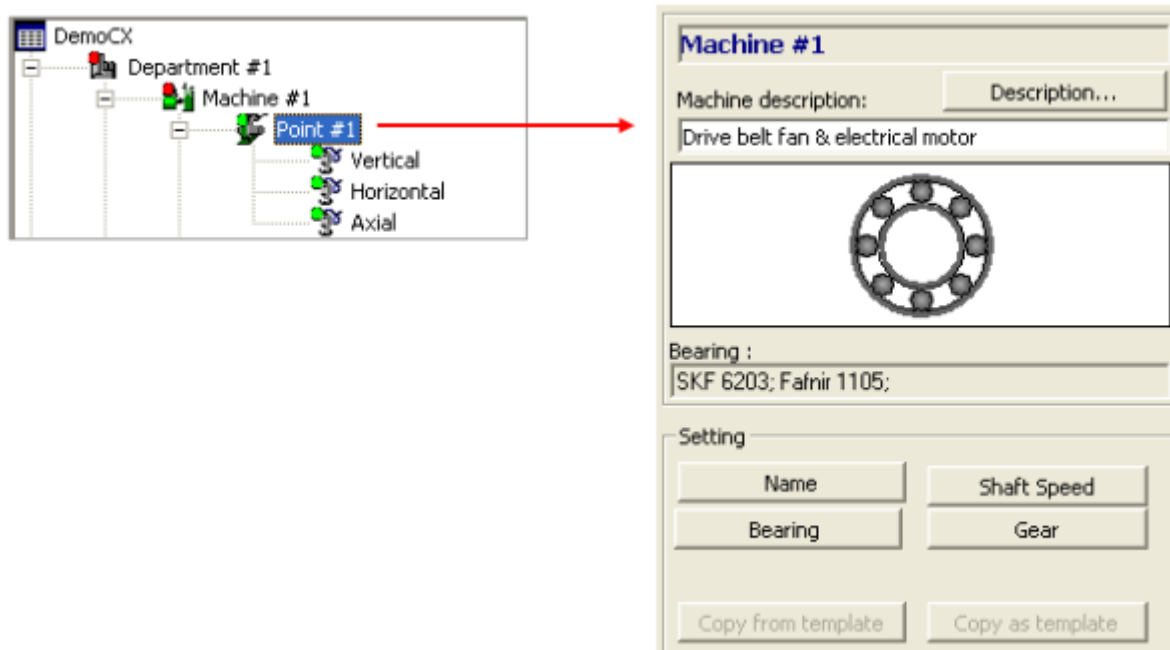 DemoCX
Department #1
Machine #1
Point #1
Vertical
Horizontal
Axial
Machine #1
Machine description:
Description...
Drive belt fan & electrical motor
Bearing :
SKF 6203; Fafnir 1105;
Setting
Name
Shaft Speed
Bearing
Gear
Copy from template
Copy as template